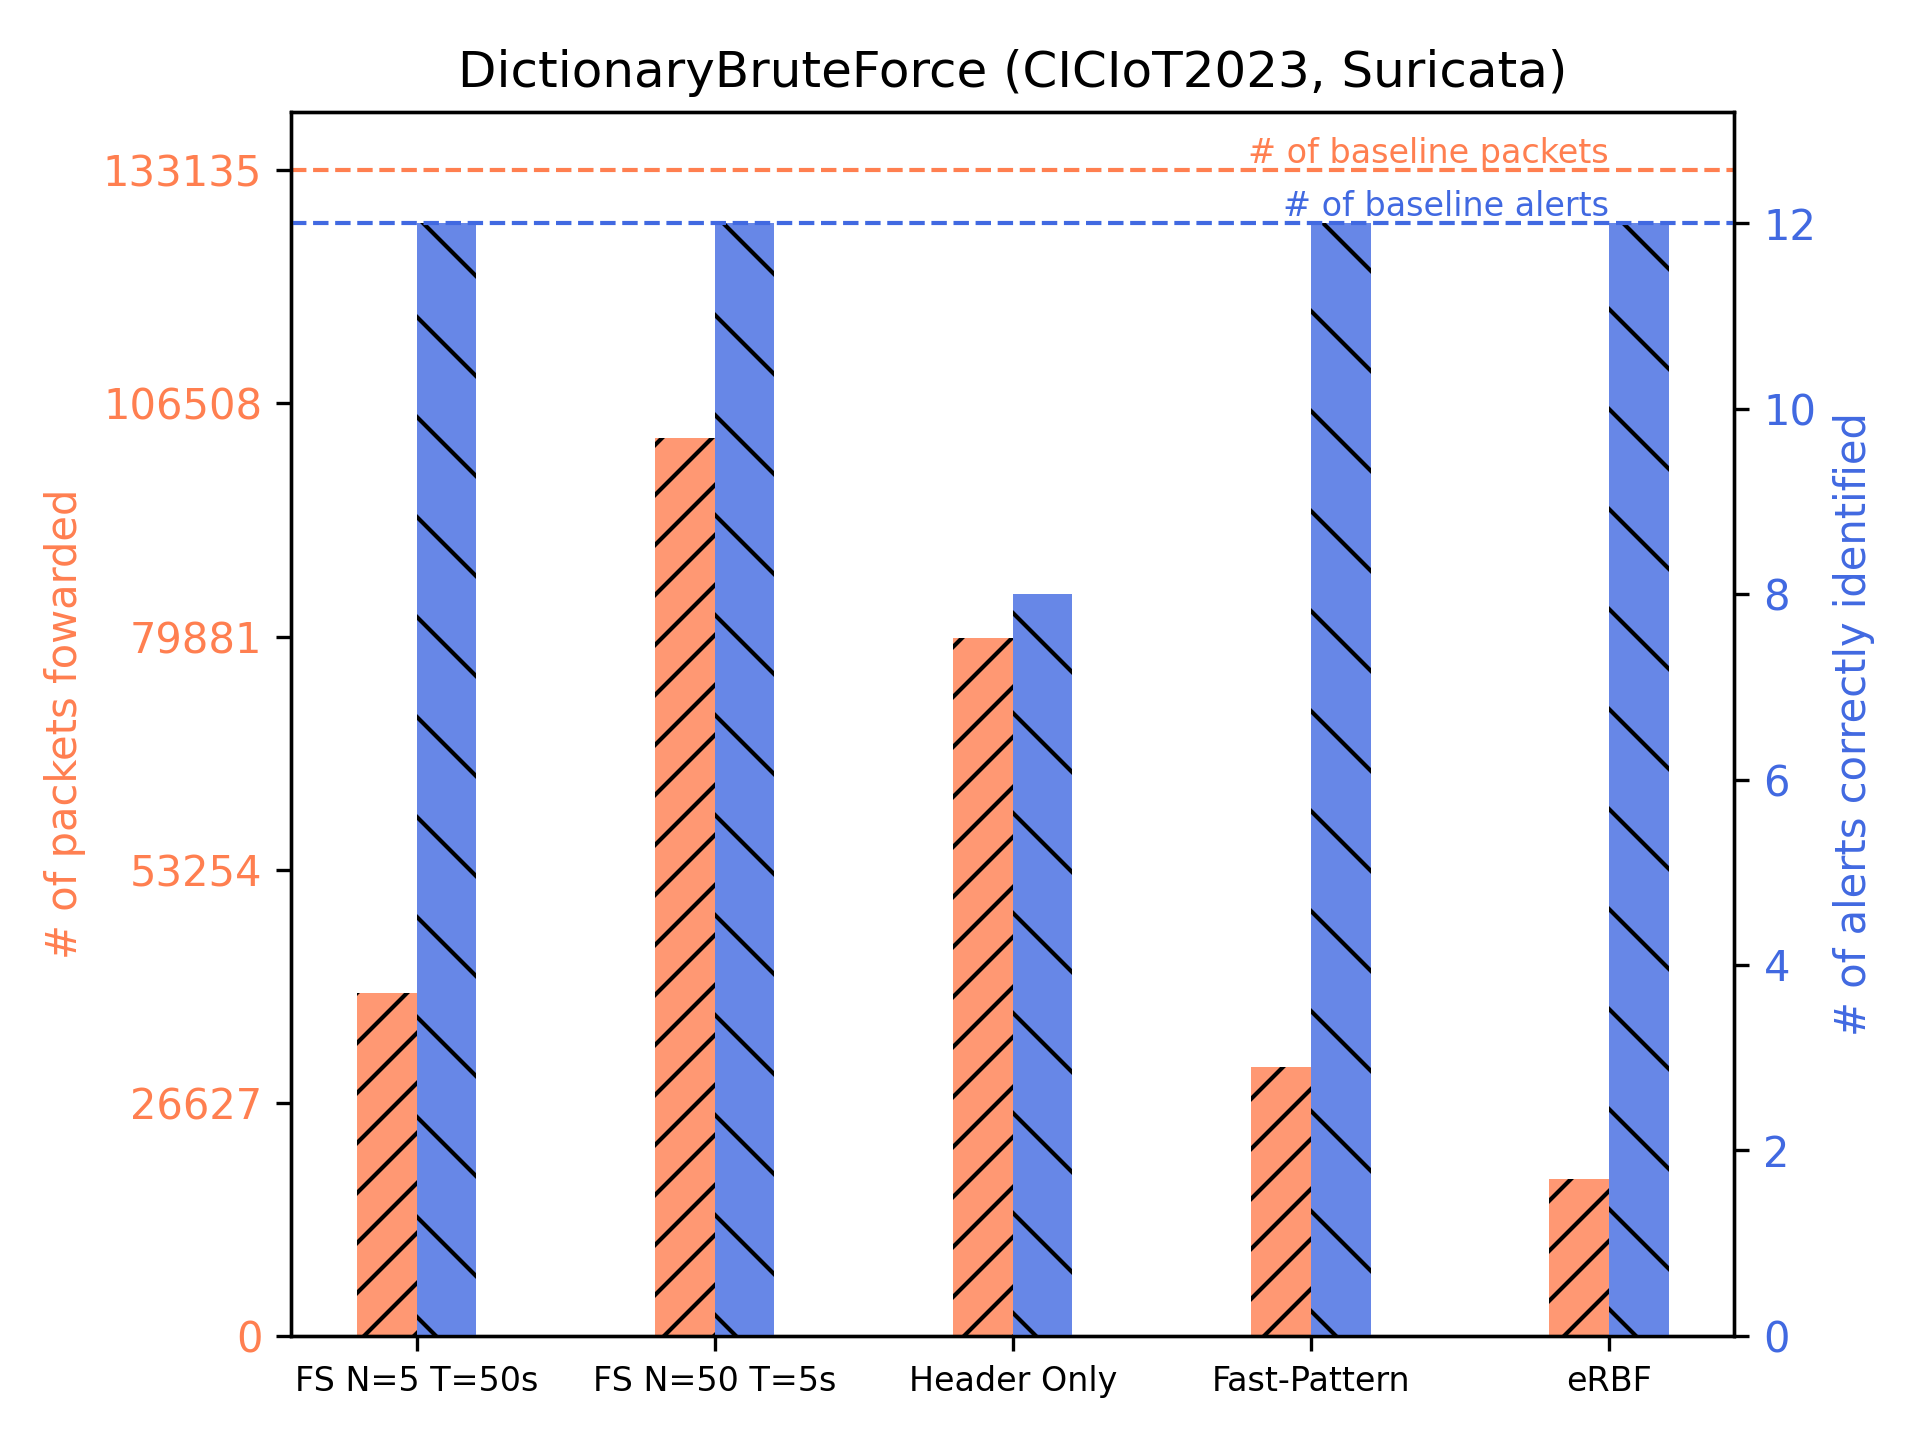 DictionaryBruteForce (CICIoT2023, Suricata)
# of baseline packets
# of baseline alerts
# of packets fowarded
133135
106508
79881
53254
26627
0
12
10
8
6
4
2
0
# of alerts correctly identified
FS N=5 T=50s
FS N=50 T=5s
Header Only
Fast-Pattern
eRBF